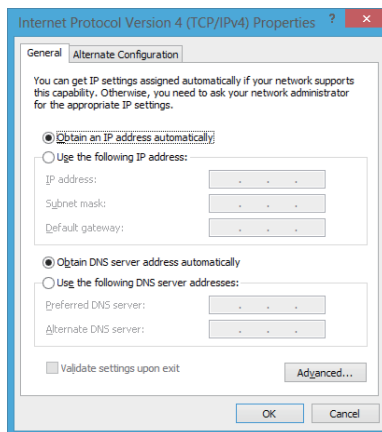 Internet Protocol Version 4 (TCP/IPv4) Properties ? ×
General Alternate Configuration
You can get IP settings assigned automatically if your network supports
this capability. Otherwise, you need to ask your network administrator
for the appropriate IP settings.
Obtain an IP address automatically
Use the following IP address:
IP address: . . .
Subnet mask: . . .
Default gateway: . . .
Obtain DNS server address automatically
Use the following DNS server addresses:
Preferred DNS server: . . .
Alternate DNS server: . . .
Validate settings upon exit
Advanced...
OK Cancel